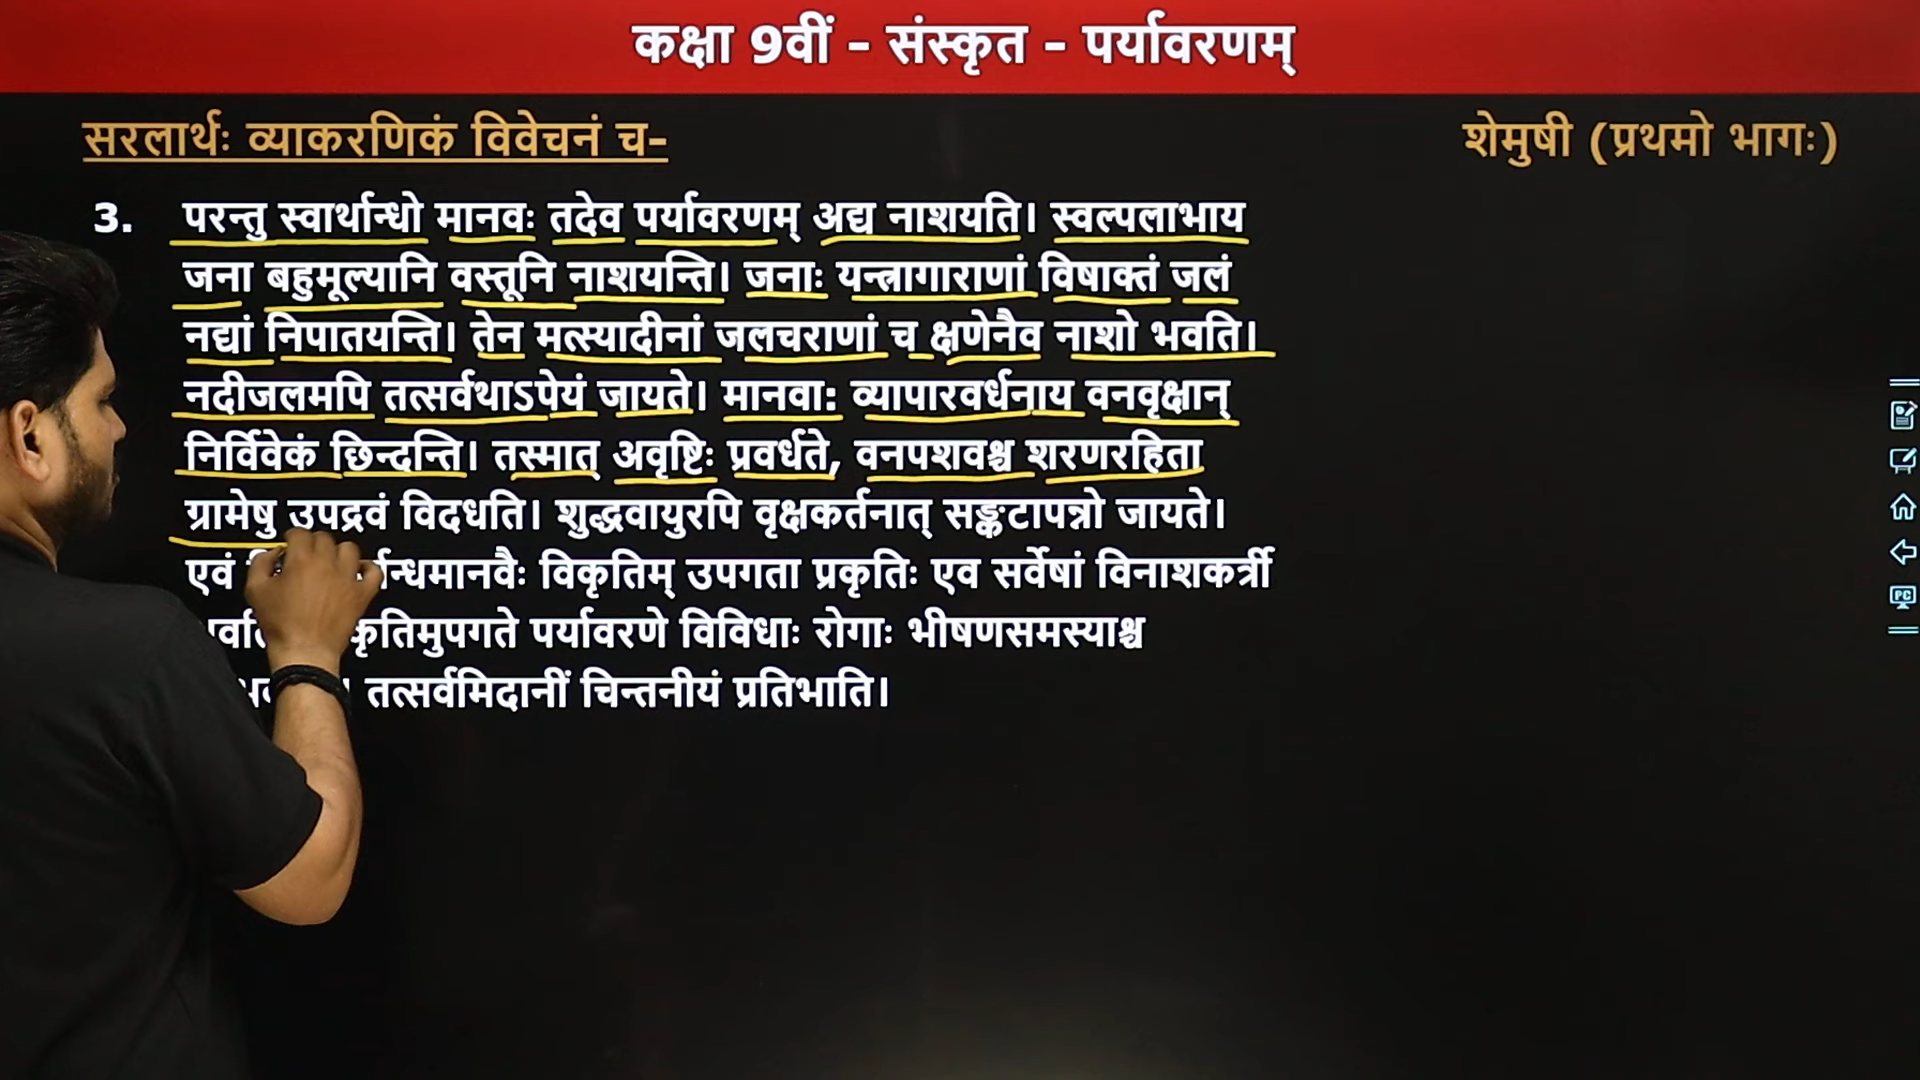 कक्षा 9वीं - संस्कृत - पर्यावरणम्
सरलार्थः व्याकरणिकं विवेचनं च-
शेमुषी (प्रथमो भागः)
3. परन्तु स्वार्थान्धो मानवः तदेव पर्यावरणम् अद्य नाशयति। स्वल्पलाभाय
जना बहुमूल्यानि वस्तूनि नाशयन्ति। जनाः यन्त्रागाराणां विषाक्तं जलं
नद्यां निपातयन्ति। तेन मत्स्यादीनां जलचराणां च क्षणेनैव नाशो भवति।
नदीजलमपि तत्सर्वथाऽपेयं जायते। मानवा: व्यापारवर्धनाय वनवृक्षान्
निर्विवेकं छिन्दन्ति। तस्मात् अवृष्टिः प्रवर्धते, वनपशवश्च शरणरहिता
ग्रामेषु उपद्रवं विदधति। शुद्धवायुरपि वृक्षकर्तनात् सङ्कटापन्नो जायते।
एवं विकृतिम् उपगता प्रकृतिः एव सर्वेषां विनाशकर्त्री
पर्यावरणे विविधाः रोगाः भीषणसमस्याश्च
तत्सर्वमिदानीं चिन्तनीयं प्रतिभाति।
PC